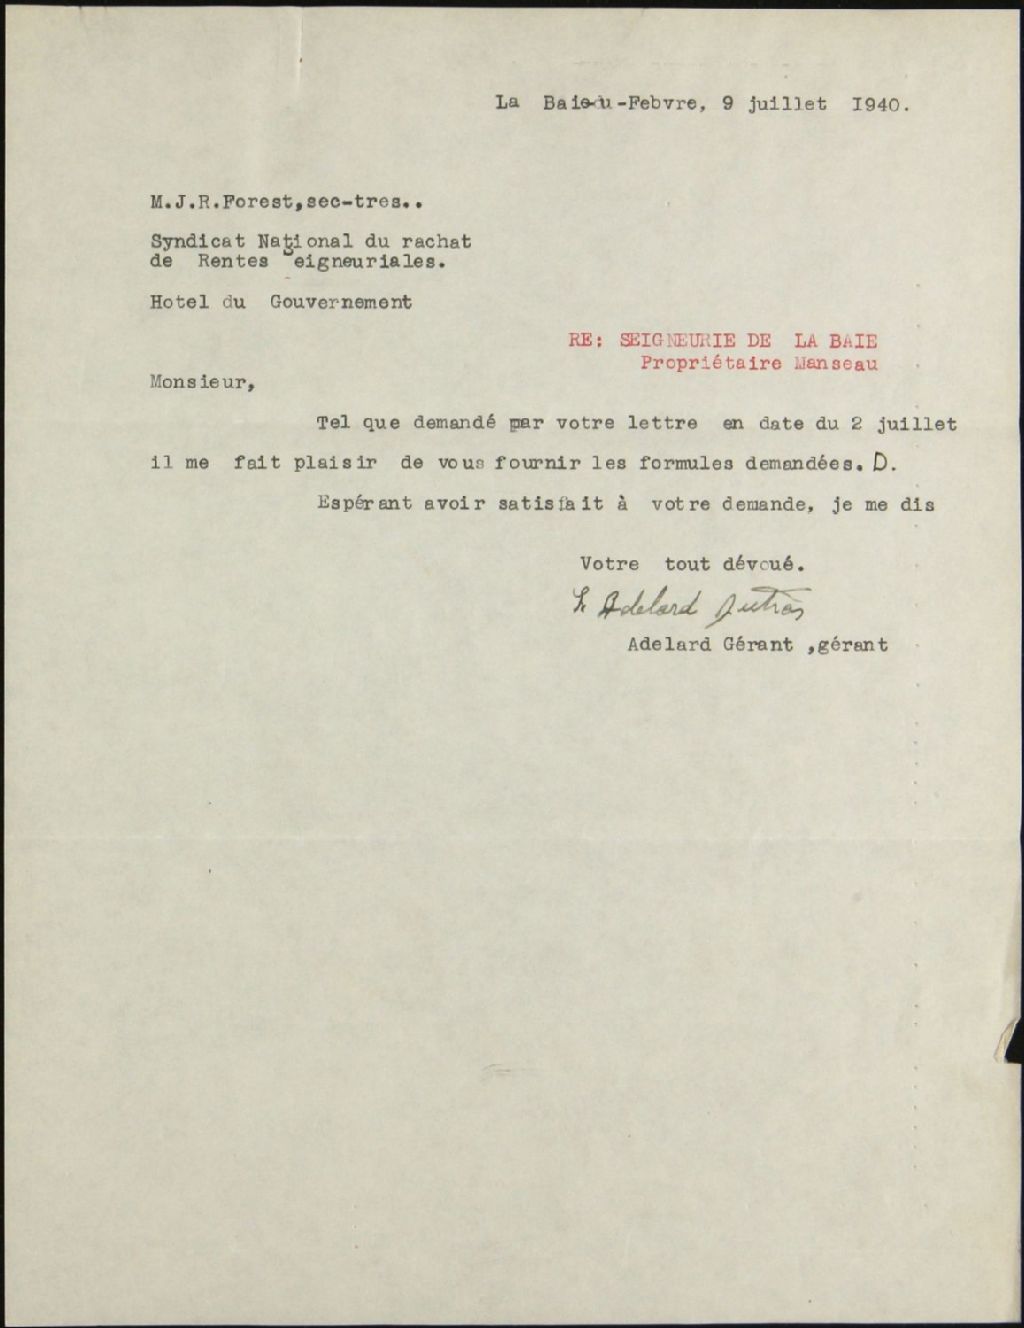 La Baie-du-Febvre, 9 juillet 1940.
M.J.R.Forest,sec-tres..
Syndicat National du rachat
de Rentes Seigneuriales.
Hotel du Gouvernement
RE: SEIGNEURIE DE LA BAIE
Propriétaire Manseau
Monsieur,
Tel que demandé par votre lettre en date du 2 juillet
il me fait plaisir de vous fournir les formules demandées. D.
Espérant avoir satisfait à votre demande, je me dis
Votre tout dévoué.
Adelard
Adelard Gérant ,gérant